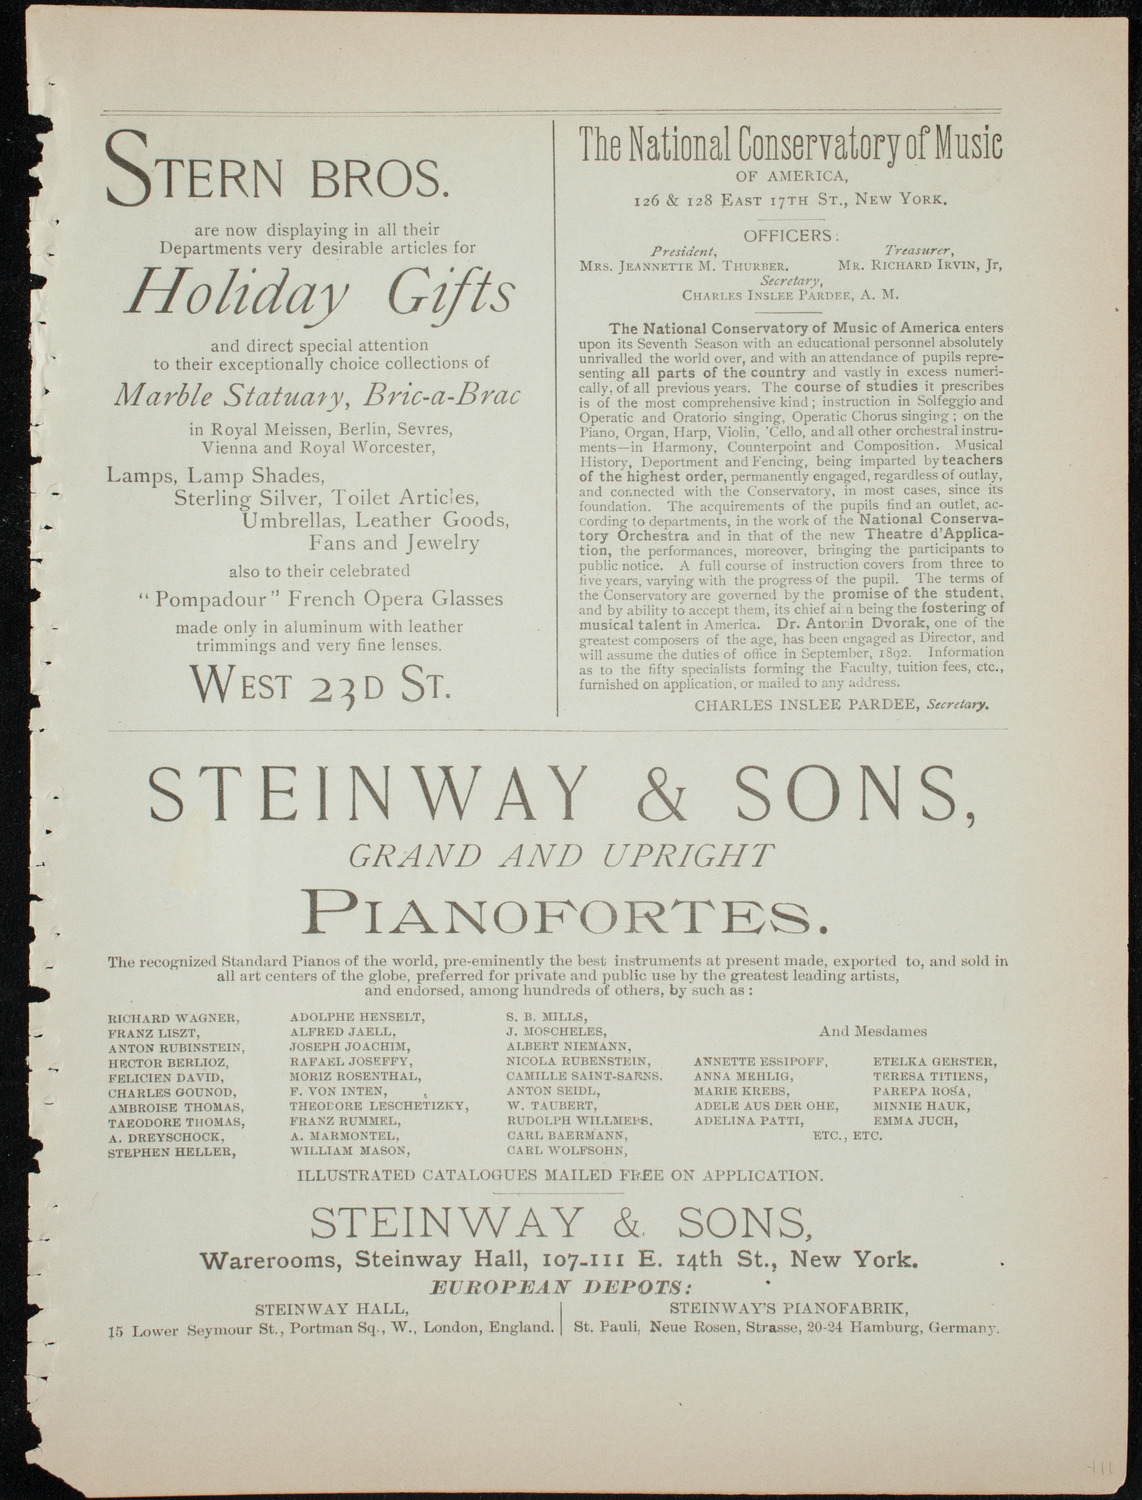 STERN BROS.
are now displaying in all their
Departments very desirable articles for
Holiday Gifts
and direct special attention
to their exceptionally choice collections of
Marble Statuary, Bric-a-Brac
in Royal Meissen, Berlin, Sevres,
Vienna and Royal Worcester,
Lamps, Lamp Shades,
Sterling Silver, Toilet Articles,
Umbrellas, Leather Goods,
Fans and Jewelry
also to their celebrated
“Pompadour” French Opera Glasses
made only in aluminum with leather
trimmings and very fine lenses.
WEST 23D ST.
The National Conservatory of Music
OF AMERICA,
126 & 128 EAST 17TH ST., NEW YORK.
OFFICERS:
President, Treasurer,
MRS. JEANNETTE M. THURBER. MR. RICHARD IRVIN, Jr,
Secretary,
CHARLES INSLEE PARDEE, A. M.
The National Conservatory of Music of America enters
upon its Seventh Season with an educational personnel absolutely
unrivalled the world over, and with an attendance of pupils repre-
senting all parts of the country and vastly in excess numeri-
cally, of all previous years. The course of studies it prescribes
is of the most comprehensive kind; instruction in Solfeggio and
Operatic and Oratorio singing, Operatic Chorus singing; on the
Piano, Organ, Harp, Violin, 'Cello, and all other orchestral instru-
ments—in Harmony, Counterpoint and Composition. Musical
History, Deportment and Fencing, being imparted by teachers
of the highest order, permanently engaged, regardless of outlay,
and connected with the Conservatory, in most cases, since its
foundation. The acquirements of the pupils find an outlet, ac-
cording to departments, in the work of the National Conserva-
tory Orchestra and in that of the new Theatre d'Applica-
tion, the performances, moreover, bringing the participants to
public notice. A full course of instruction covers from three to
five years, varying with the progress of the pupil. The terms of
the Conservatory are governed by the promise of the student,
and by ability to accept them, its chief aim being the fostering of
musical talent in America. Dr. Antonin Dvorak, one of the
greatest composers of the age, has been engaged as Director, and
will assume the duties of office in September, 1892. Information
as to the fifty specialists forming the Faculty, tuition fees, etc.,
furnished on application, or mailed to any address.
CHARLES INSLEE PARDEE, Secretary.
STEINWAY & SONS,
GRAND AND UPRIGHT
PIANOFORTES.
The recognized Standard Pianos of the world, pre-eminently the best instruments at present made, exported to, and sold in
all art centers of the globe, preferred for private and public use by the greatest leading artists,
and endorsed, among hundreds of others, by such as:
RICHARD WAGNER,
FRANZ LISZT,
ANTON RUBINSTEIN,
HECTOR BERLIOZ,
FELICIEN DAVID,
CHARLES GOUNOD,
AMBROISE THOMAS,
TAEODORE THOMAS,
A. DREYSCHOCK,
STEPHEN HELLER,
ADOLPHE HENSELT,
ALFRED JAELL,
JOSEPH JOACHIM,
RAFAEL JOSEFFY,
MORIZ ROSENTHAL,
F. VON INTEN,
THEODORE LESCHETIZKY,
FRANZ RUMMEL,
A. MARMONTEL,
WILLIAM MASON,
S. B. MILLS,
J. MOSCHELES,
ALBERT NIEMANN,
NICOLA RUBENSTEIN,
CAMILLE SAINT-SAËNS.
ANTON SEIDL,
W. TAUBERT,
RUDOLPH WILLMERS,
CARL BAERMANN,
CARL WOLFSOHN,
And Mesdames
ANNETTE ESSIPOFF, ETELKA GERSTER,
ANNA MEHLIG, TERESA TITIENS,
MARIE KREBS, PAREPA ROSA,
ADELE AUS DER OHE, MINNIE HAUK,
ADELINA PATTI, EMMA JUCH,
ETC., ETC.
ILLUSTRATED CATALOGUES MAILED FREE ON APPLICATION.
STEINWAY & SONS,
Warerooms, Steinway Hall, 107-111 E. 14th St., New York.
EUROPEAN DEPOTS:
STEINWAY HALL,
15 Lower Seymour St., Portman Sq., W., London, England.
STEINWAY'S PIANOFABRIK,
St. Pauli, Neue Rosen, Strasse, 20-24 Hamburg, Germany.